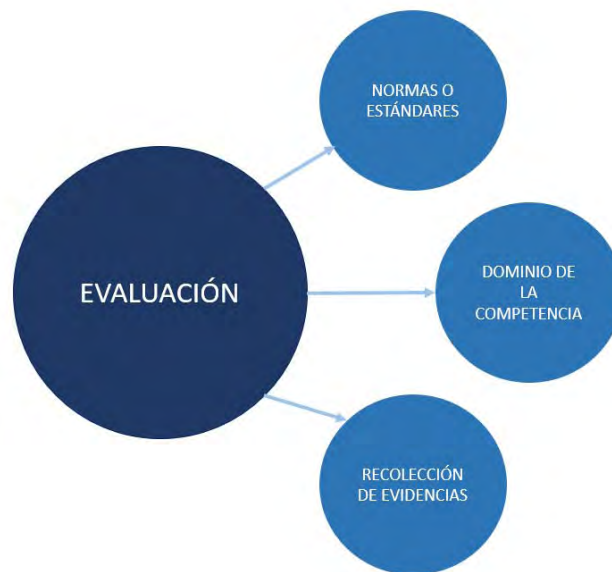 NORMAS O
ESTÁNDARES
EVALUACIÓN
DOMINIO DE
LA
COMPETENCIA
RECOLECCIÓN
DE EVIDENCIAS